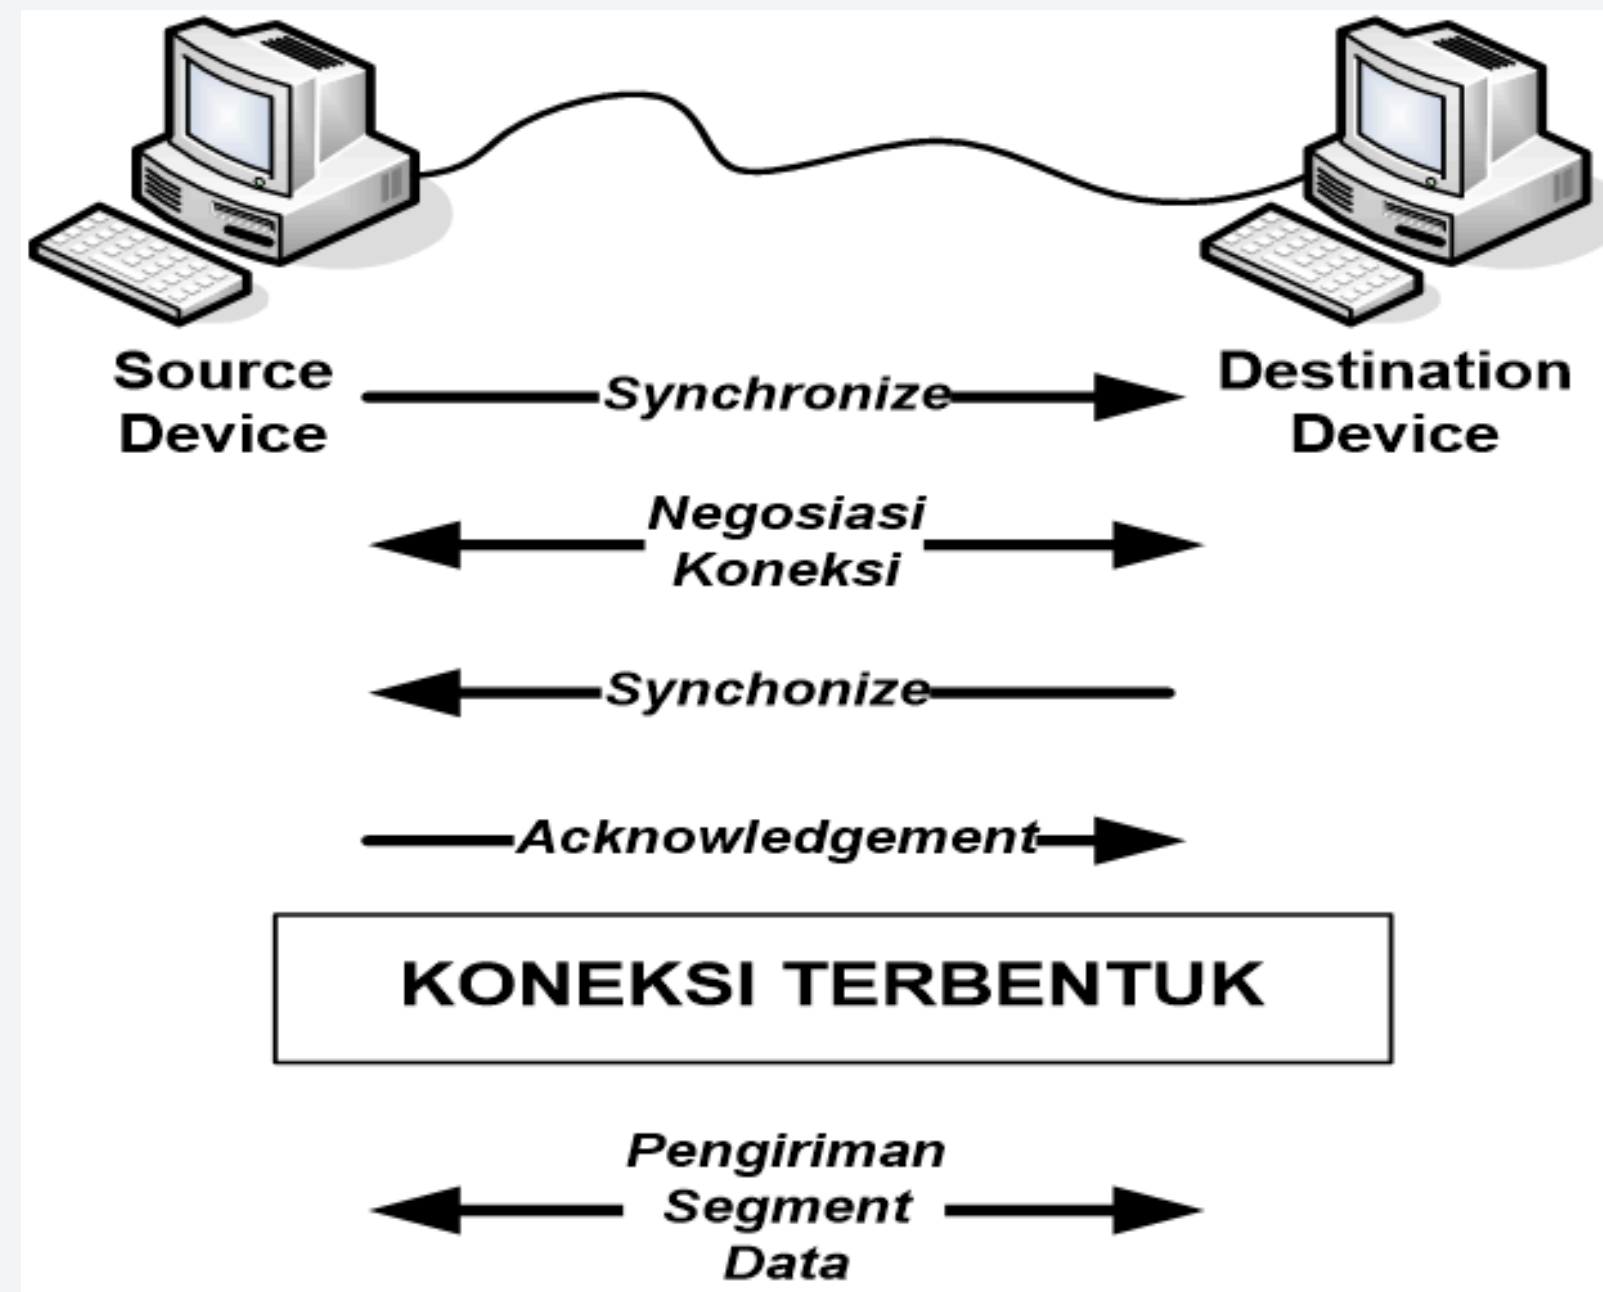 Source
Device
Synchronize
Destination
Device
Negosiasi
Koneksi
Synchonize
Acknowledgement
KONEKSI TERBENTUK
Pengiriman
Segment
Data